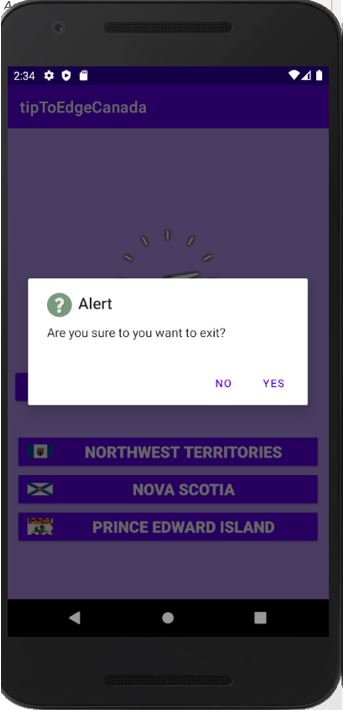 2:34
tipToEdgeCanada
Alert
Are you sure to you want to exit?
NO YES
NORTHWEST TERRITORIES
NOVA SCOTIA
PRINCE EDWARD ISLAND